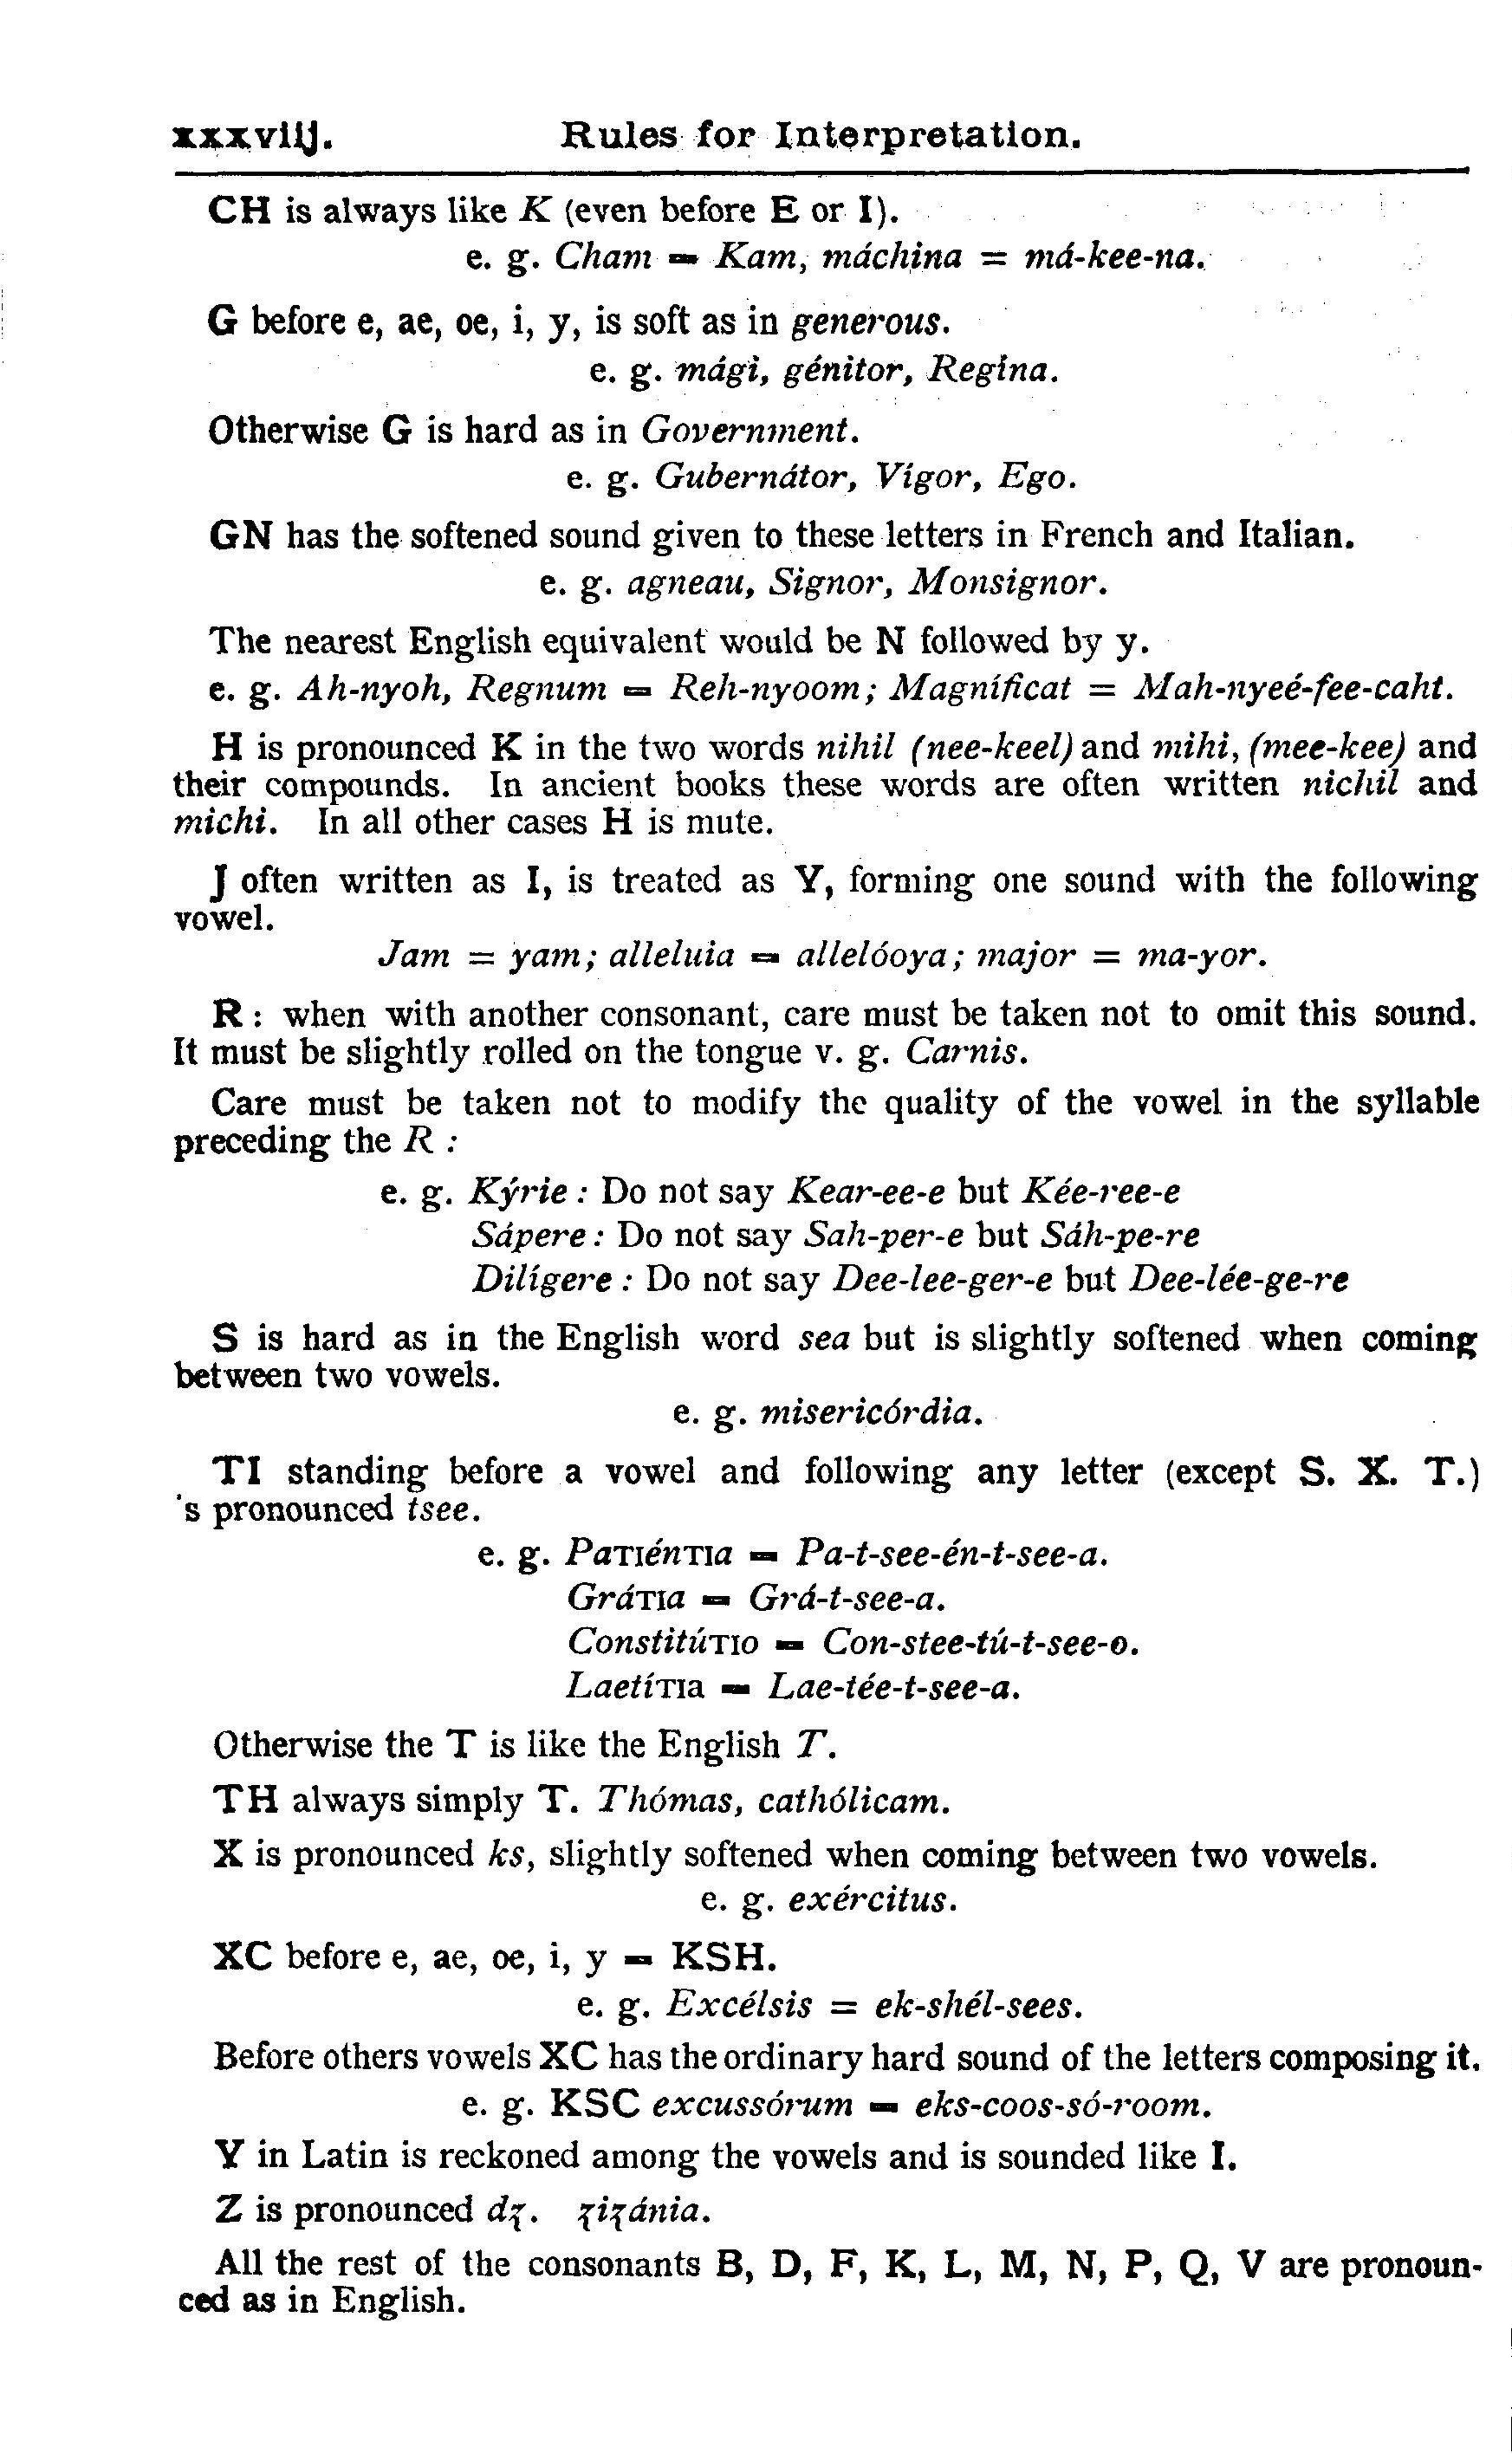 xxxviij. Rules for Interpretation.
CH is always like K (even before E or I).
e. g. Cham = Kam, máchina = má-kee-na.
G before e, ae, oe, i, y, is soft as in generous.
e. g. mági, génitor, Regína.
Otherwise G is hard as in Government.
e. g. Gubernátor, Vígor, Ego.
GN has the softened sound given to these letters in French and Italian.
e. g. agneau, Signor, Monsignor.
The nearest English equivalent would be N followed by y.
e. g. Ah-nyoh, Regnum = Reh-nyoom; Magníficat = Mah-nyeé-fee-caht.
H is pronounced K in the two words nihil (nee-keel) and mihi, (mee-kee) and
their compounds. In ancient books these words are often written nichil and
michi. In all other cases H is mute.
J often written as I, is treated as Y, forming one sound with the following
vowel.
Jam = yam; alleluia = allelóoya; major = ma-yor.
R : when with another consonant, care must be taken not to omit this sound.
It must be slightly rolled on the tongue v. g. Carnis.
Care must be taken not to modify the quality of the vowel in the syllable
preceding the R :
e. g. Kýrie : Do not say Kear-ee-e but Kée-ree-e
Sápere : Do not say Sah-per-e but Sáh-pe-re
Dilígere : Do not say Dee-lee-ger-e but Dee-lée-ge-re
S is hard as in the English word sea but is slightly softened when coming
between two vowels.
e. g. misericórdia.
TI standing before a vowel and following any letter (except S. X. T.)
's pronounced tsee.
e. g. PaTIénTIa = Pa-t-see-én-t-see-a.
GráTIa = Grá-t-see-a.
ConstitúTIO = Con-stee-tú-t-see-o.
LaetíTIa = Lae-tée-t-see-a.
Otherwise the T is like the English T.
TH always simply T. Thómas, cathólicam.
X is pronounced ks, slightly softened when coming between two vowels.
e. g. exércitus.
XC before e, ae, oe, i, y = KSH.
e. g. Excélsis = ek-shél-sees.
Before others vowels XC has the ordinary hard sound of the letters composing it.
e. g. KSC excussórum = eks-coos-só-room.
Y in Latin is reckoned among the vowels and is sounded like I.
Z is pronounced dz. zizánia.
All the rest of the consonants B, D, F, K, L, M, N, P, Q, V are pronoun-
ced as in English.